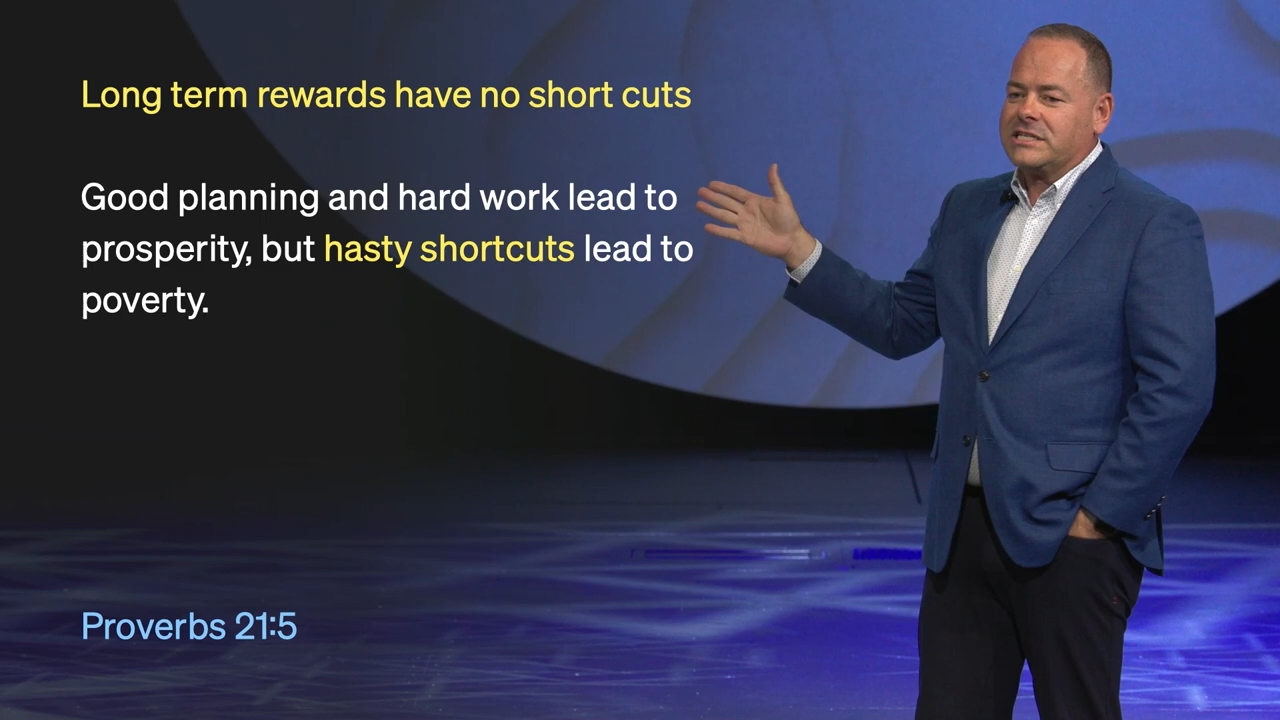 Long term rewards have no short cuts
Good planning and hard work lead to
prosperity, but hasty shortcuts lead to
poverty.
Proverbs 21:5